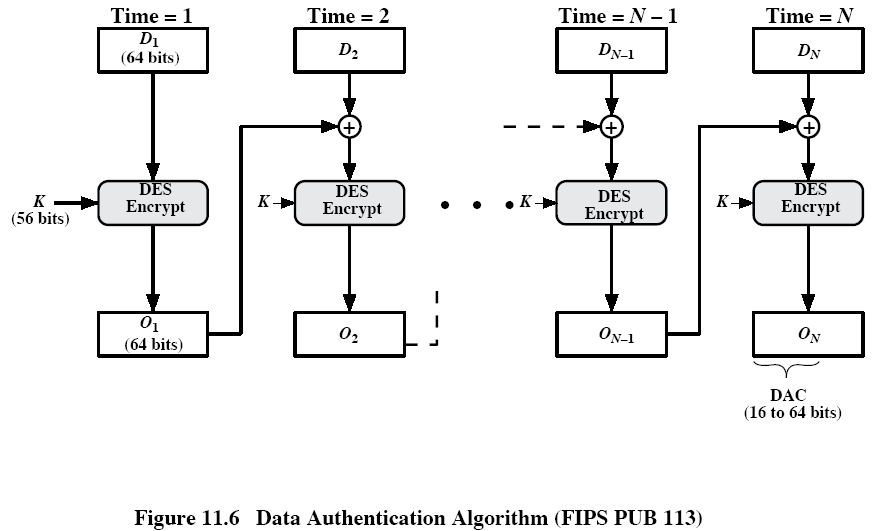 Time = 1
Time = 2
Time = N – 1
Time = N
D1
(64 bits)
D2
DN–1
DN
+
+
+
K
(56 bits)
DES
Encrypt
K
DES
Encrypt
• • •
K
DES
Encrypt
K
DES
Encrypt
O1
(64 bits)
O2
ON–1
ON
DAC
(16 to 64 bits)
Figure 11.6 Data Authentication Algorithm (FIPS PUB 113)